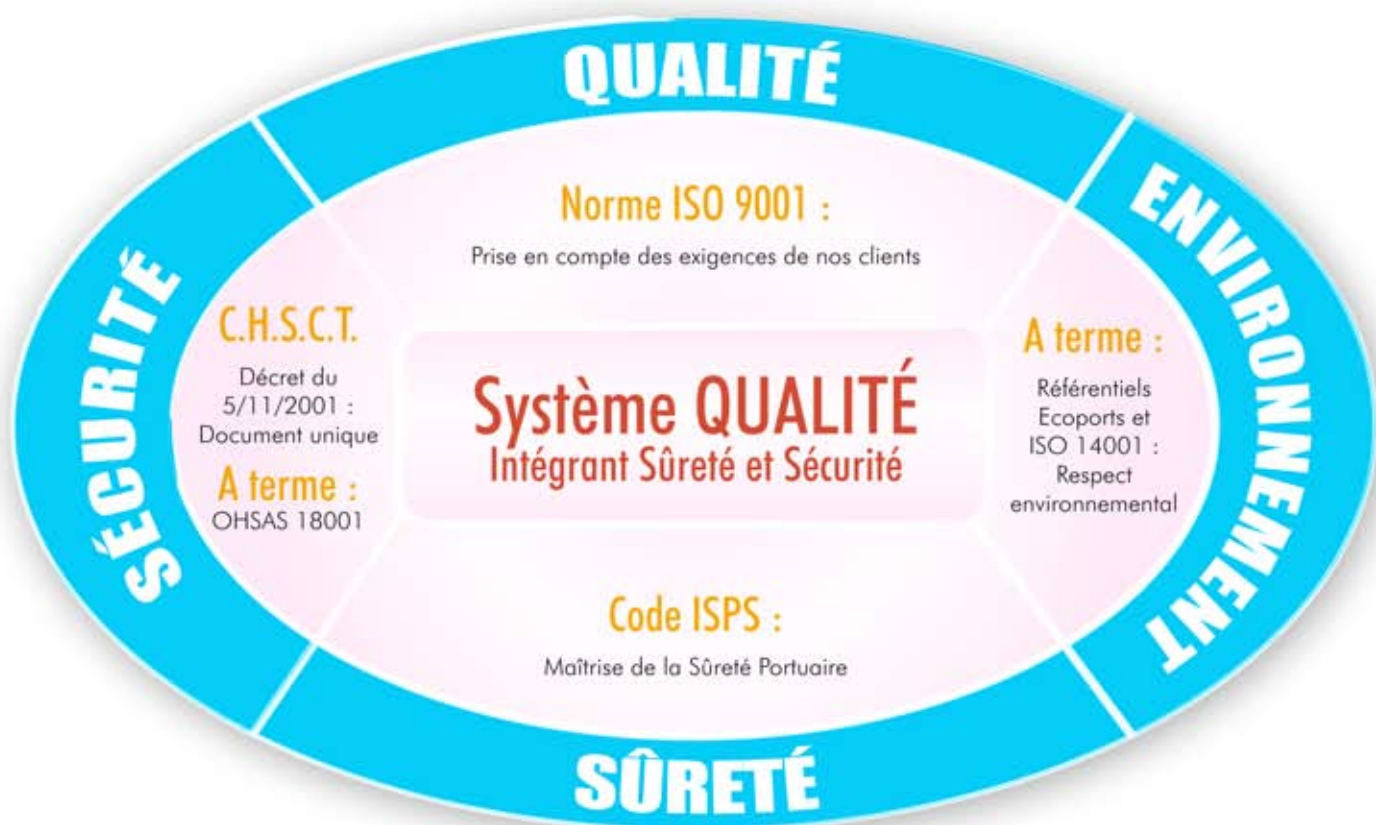 QUALITÉ
Norme ISO 9001 :
Prise en compte des exigences de nos clients
SÉCURITÉ
C.H.S.C.T.
Décret du
5/11/2001 :
Document unique
A terme :
OHSAS 18001
Système QUALITÉ
Intégrant Sûreté et Sécurité
A terme :
Référentiels
Ecoports et
ISO 14001 :
Respect
environnemental
ENVIRONNEMENT
Code ISPS :
Maîtrise de la Sûreté Portuaire
SÛRETÉ